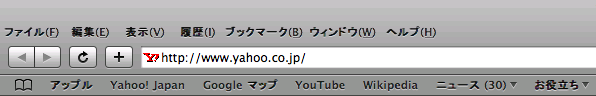 ファイル(F) 編集(E) 表示(V) 履歴(I) ブックマーク(B) ウィンドウ(W) ヘルプ(H)
Y! http://www.yahoo.co.jp/
アップル Yahoo! Japan Google マップ YouTube Wikipedia ニュース (30) お役立ち